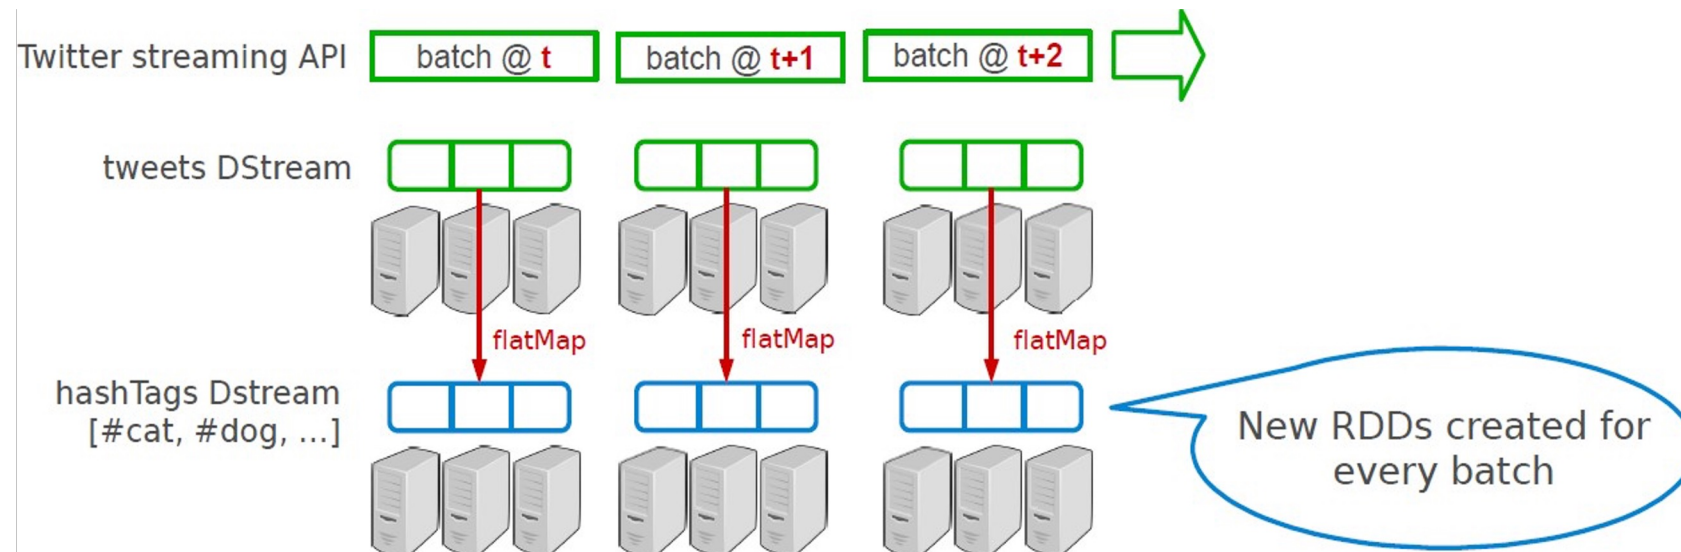 Twitter streaming API
batch @ t
batch @ t+1
batch @ t+2
tweets DStream
flatMap
flatMap
flatMap
hashTags Dstream
[#cat, #dog, ...]
New RDDs created for
every batch